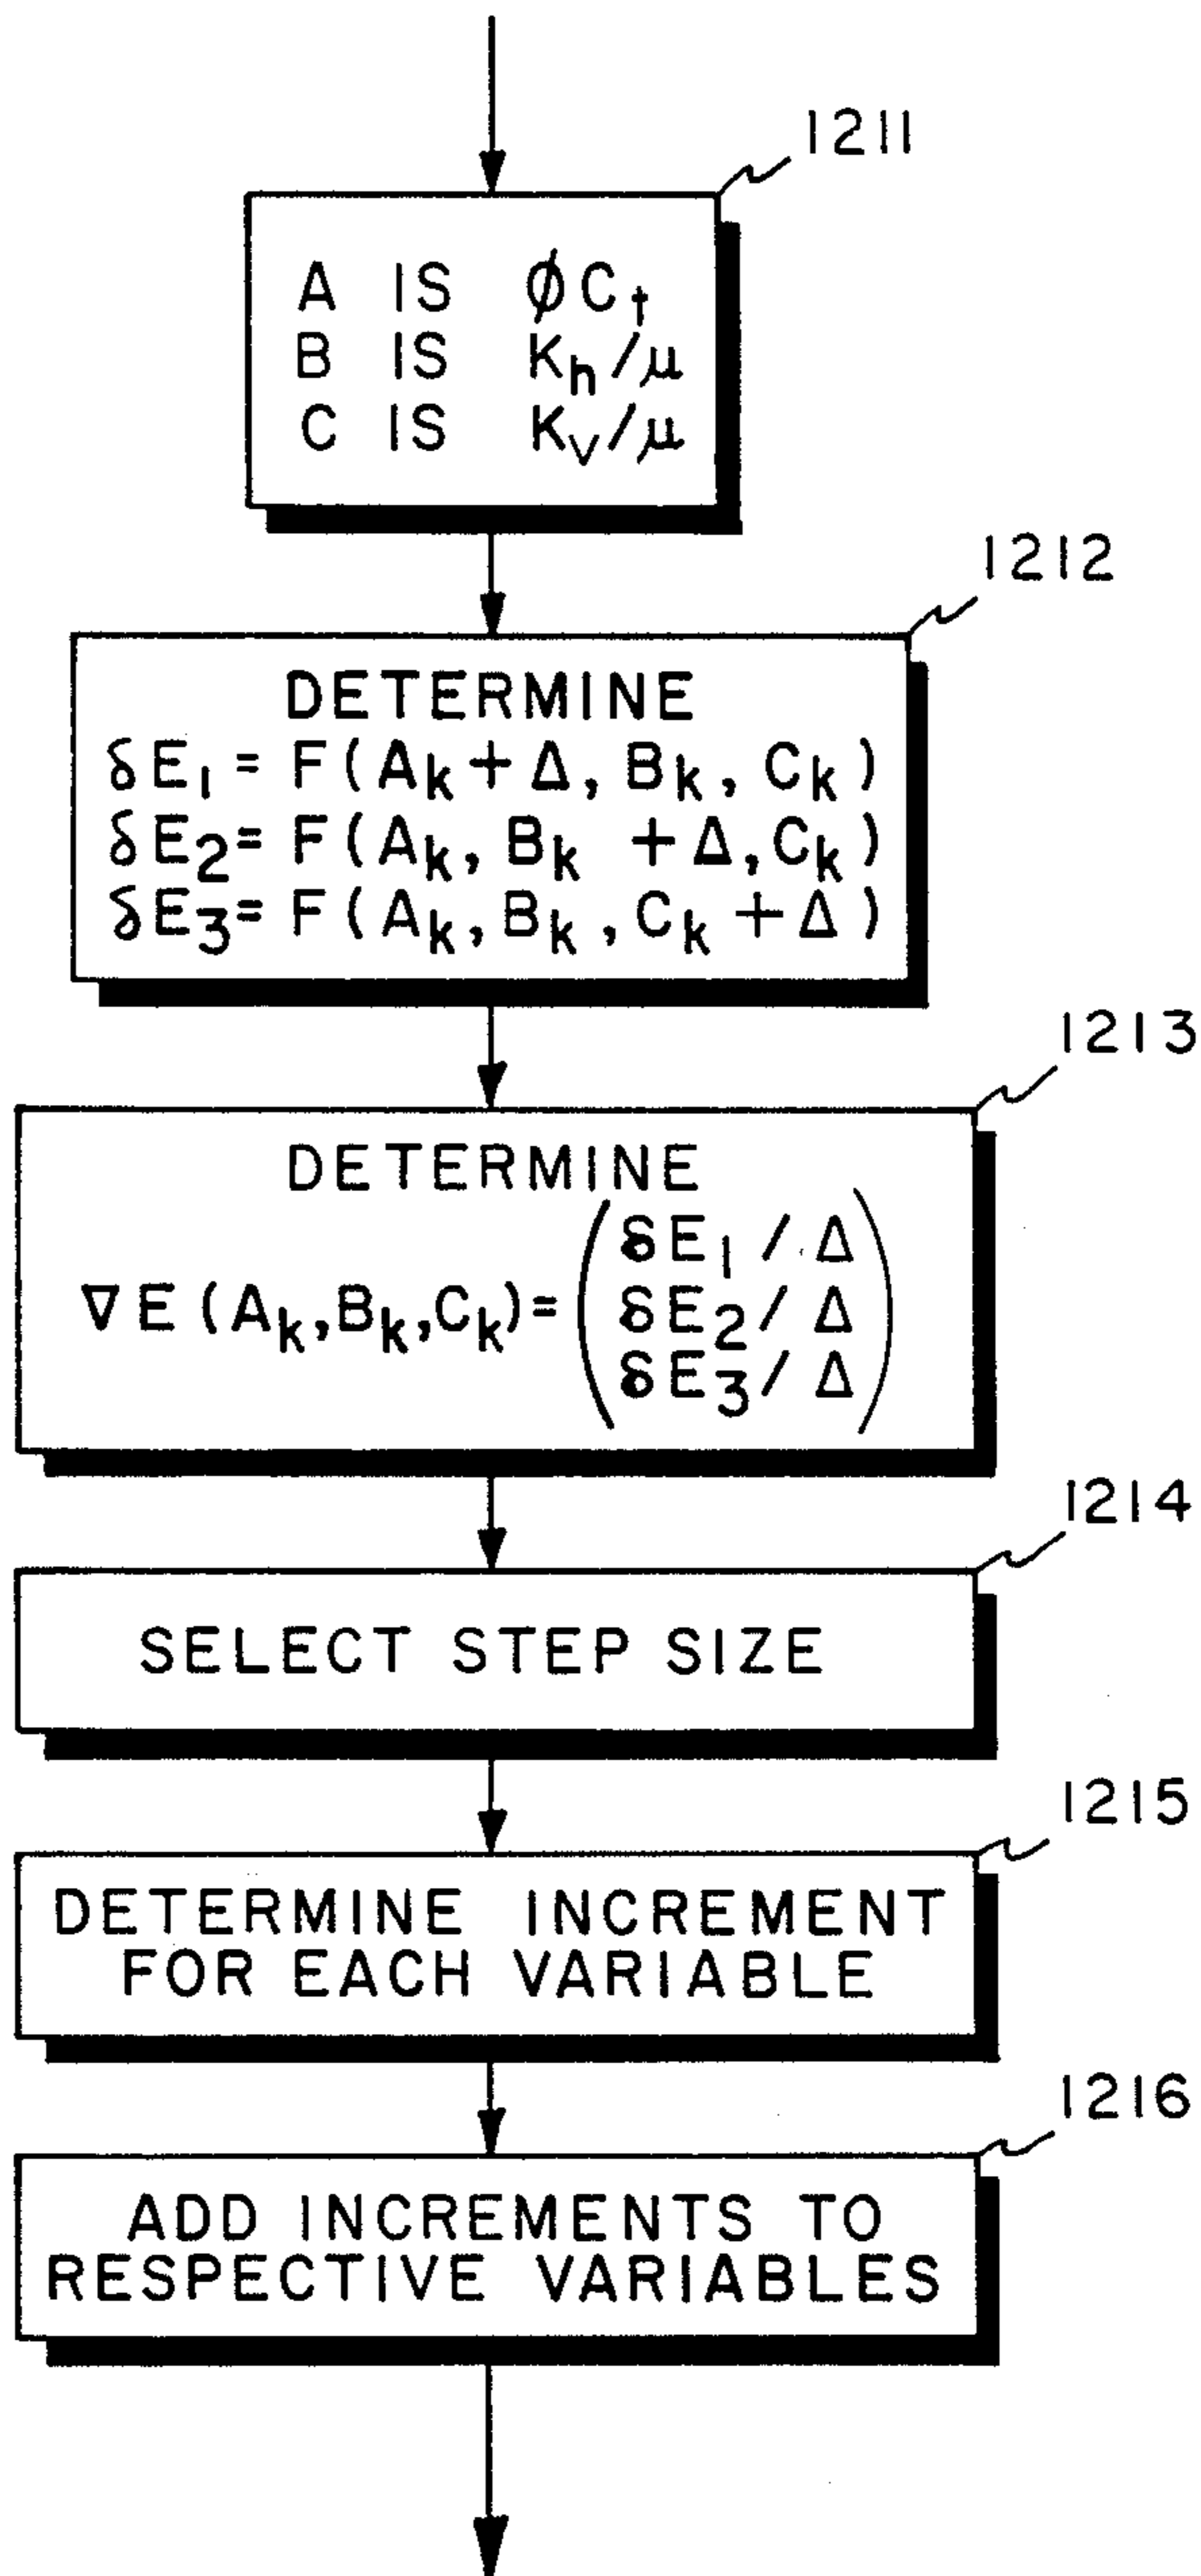 1211
A IS ϕCt
B IS Kh/μ
C IS Kv/μ
1212
DETERMINE
δE1 = F(Ak + Δ, Bk, Ck)
δE2= F(Ak, Bk + Δ, Ck)
δE3= F(Ak, Bk, Ck + Δ)
1213
DETERMINE
∇E(Ak,Bk,Ck)= (δE1 / Δ
δE2 / Δ
δE3 / Δ)
1214
SELECT STEP SIZE
1215
DETERMINE INCREMENT
FOR EACH VARIABLE
1216
ADD INCREMENTS TO
RESPECTIVE VARIABLES